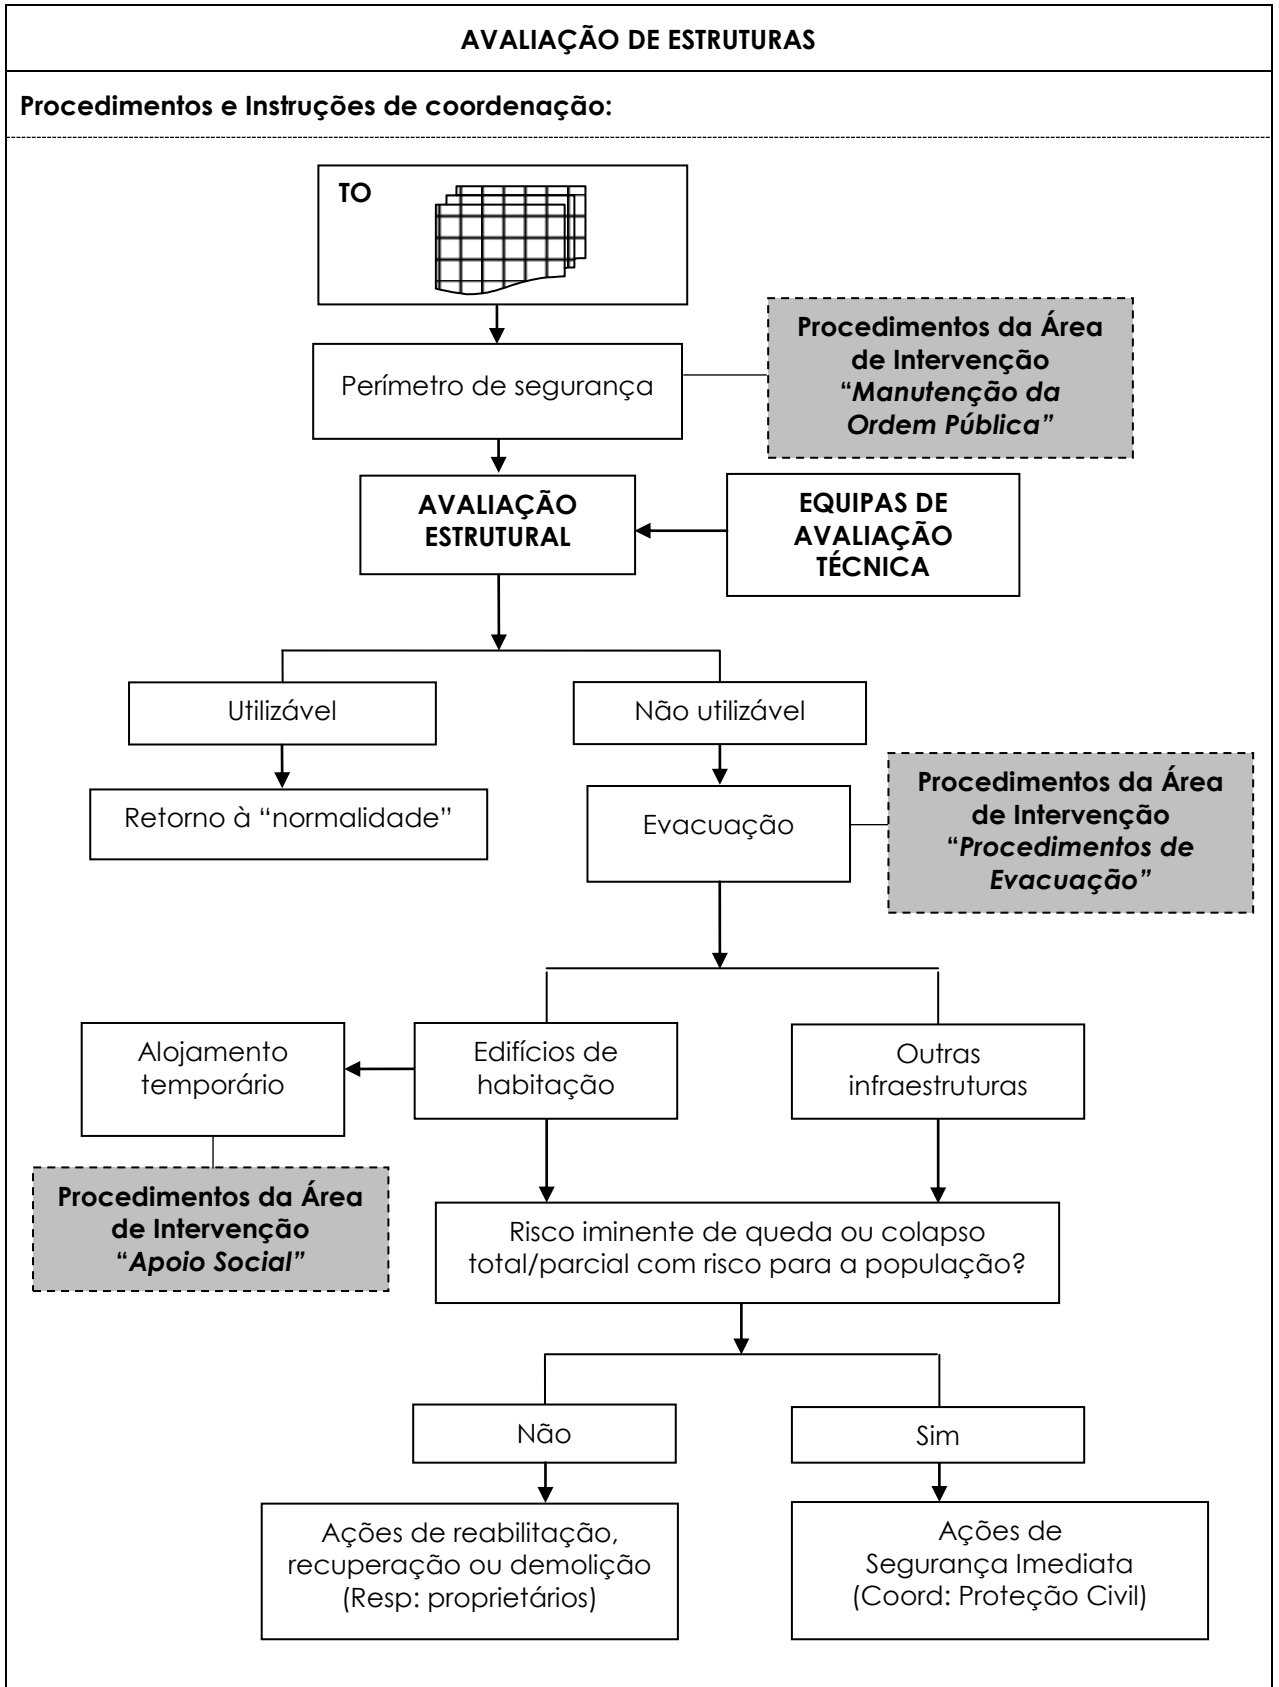 AVALIAÇÃO DE ESTRUTURAS
Procedimentos e Instruções de coordenação:
TO
Procedimentos da Área
de Intervenção
“Manutenção da
Ordem Pública”
Perímetro de segurança
AVALIAÇÃO
ESTRUTURAL
EQUIPAS DE
AVALIAÇÃO
TÉCNICA
Utilizável
Não utilizável
Retorno à “normalidade”
Evacuação
Procedimentos da Área
de Intervenção
“Procedimentos de
Evacuação”
Alojamento
temporário
Edifícios de
habitação
Outras
infraestruturas
Procedimentos da Área
de Intervenção
“Apoio Social”
Risco iminente de queda ou colapso
total/parcial com risco para a população?
Não
Sim
Ações de reabilitação,
recuperação ou demolição
(Resp: proprietários)
Ações de
Segurança Imediata
(Coord: Proteção Civil)